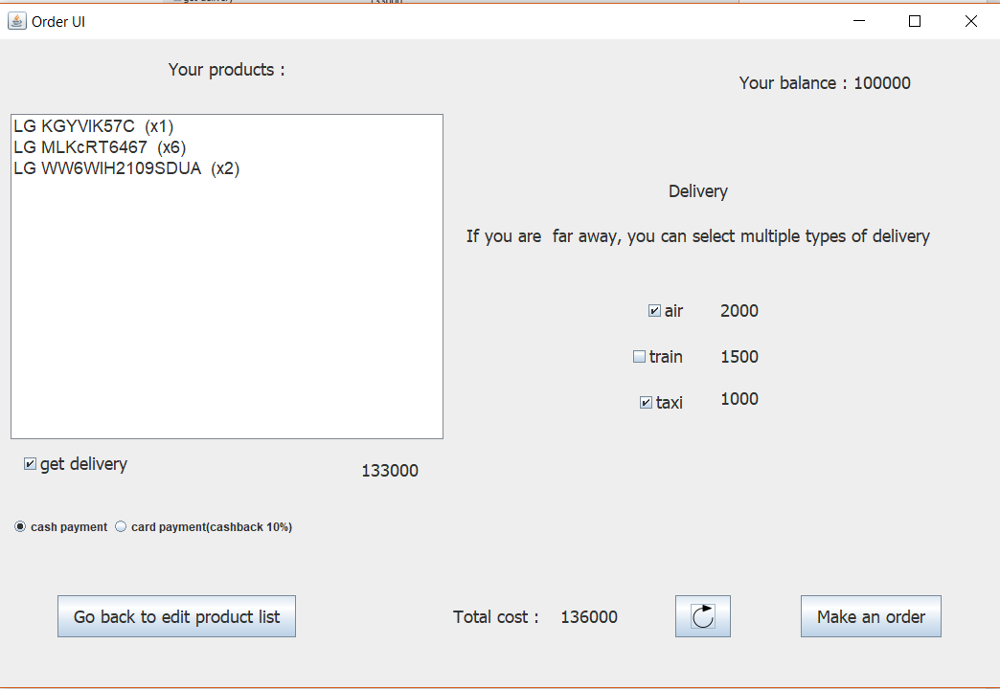 Order UI
Your products :
Your balance : 100000
LG KGYVIK57C  (x1)
LG MLKcRT6467  (x6)
LG WW6WIH2109SDUA  (x2)
Delivery
If you are  far away, you can select multiple types of delivery
air 2000
train 1500
taxi 1000
get delivery
133000
cash payment card payment(cashback 10%)
Go back to edit product list
Total cost : 136000
Make an order